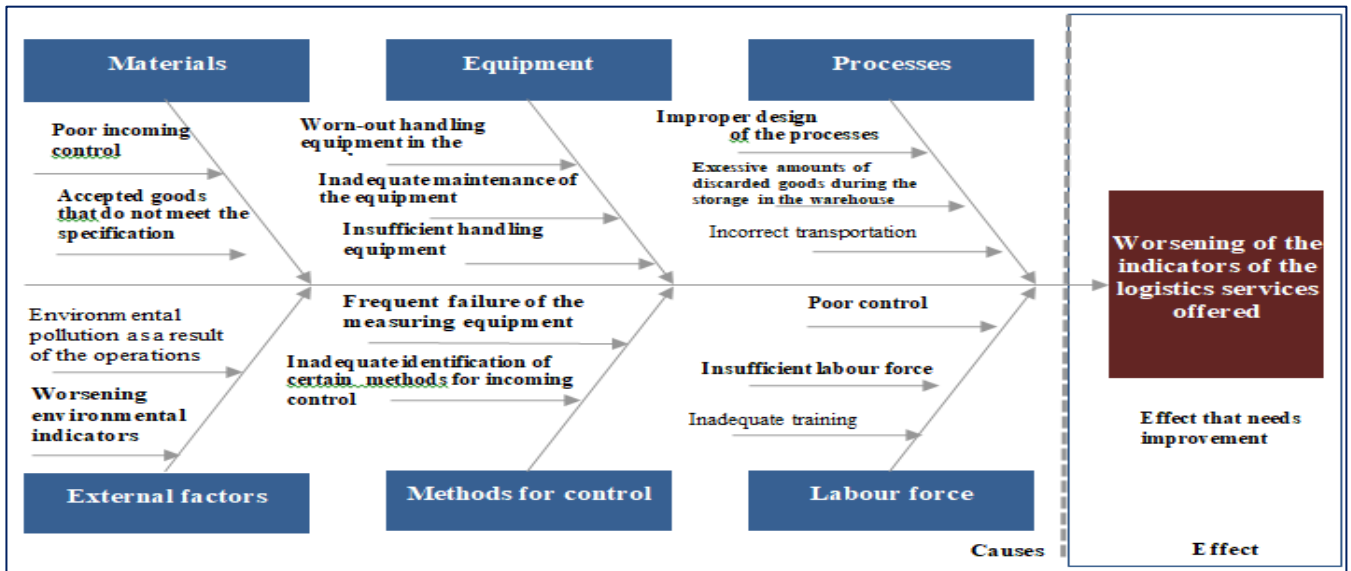 Materials
Equipment
Processes
Poor incoming
control
Accepted goods
that do not meet the
specification
Worn-out handling
equipment in the
Inadequate maintenance of
the equipment
Insufficient handling
equipment
Improper design
of the processes
Excessive amounts of
discarded goods during the
storage in the warehouse
Incorrect transportation
Worsening of the
indicators of the
logistics services
offered
Environmental
pollution as a result
of the operations
Worsening
environmental
indicators
Frequent failure of the
measuring equipment
Inadequate identification of
certain methods for incoming
control
Poor control
Insufficient labour force
Inadequate training
Effect that needs
improvement
External factors
Methods for control
Labour force
Causes
Effect